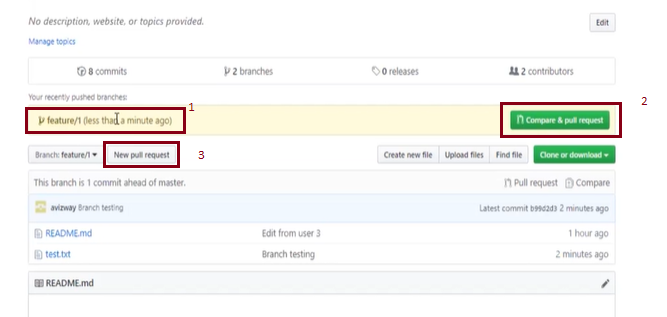 No description, website, or topics provided.
Edit
Manage topics
8 commits
2 branches
0 releases
2 contributors
Your recently pushed branches:
1
2
feature/1 (less than a minute ago)
Compare & pull request
Branch: feature/1
New pull request
3
Create new file
Upload files
Find file
Clone or download
This branch is 1 commit ahead of master.
Pull request
Compare
avizway Branch testing
Latest commit b99d2d3 2 minutes ago
README.md
Edit from user 3
1 hour ago
test.txt
Branch testing
2 minutes ago
README.md